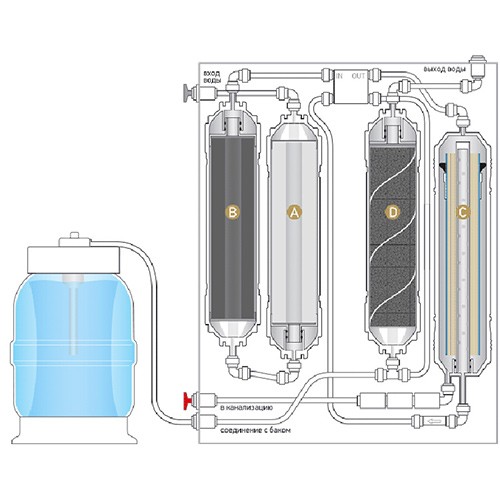 вход
воды
IN OUT
выход воды
B
A
D
C
в канализацию
соединение с баком